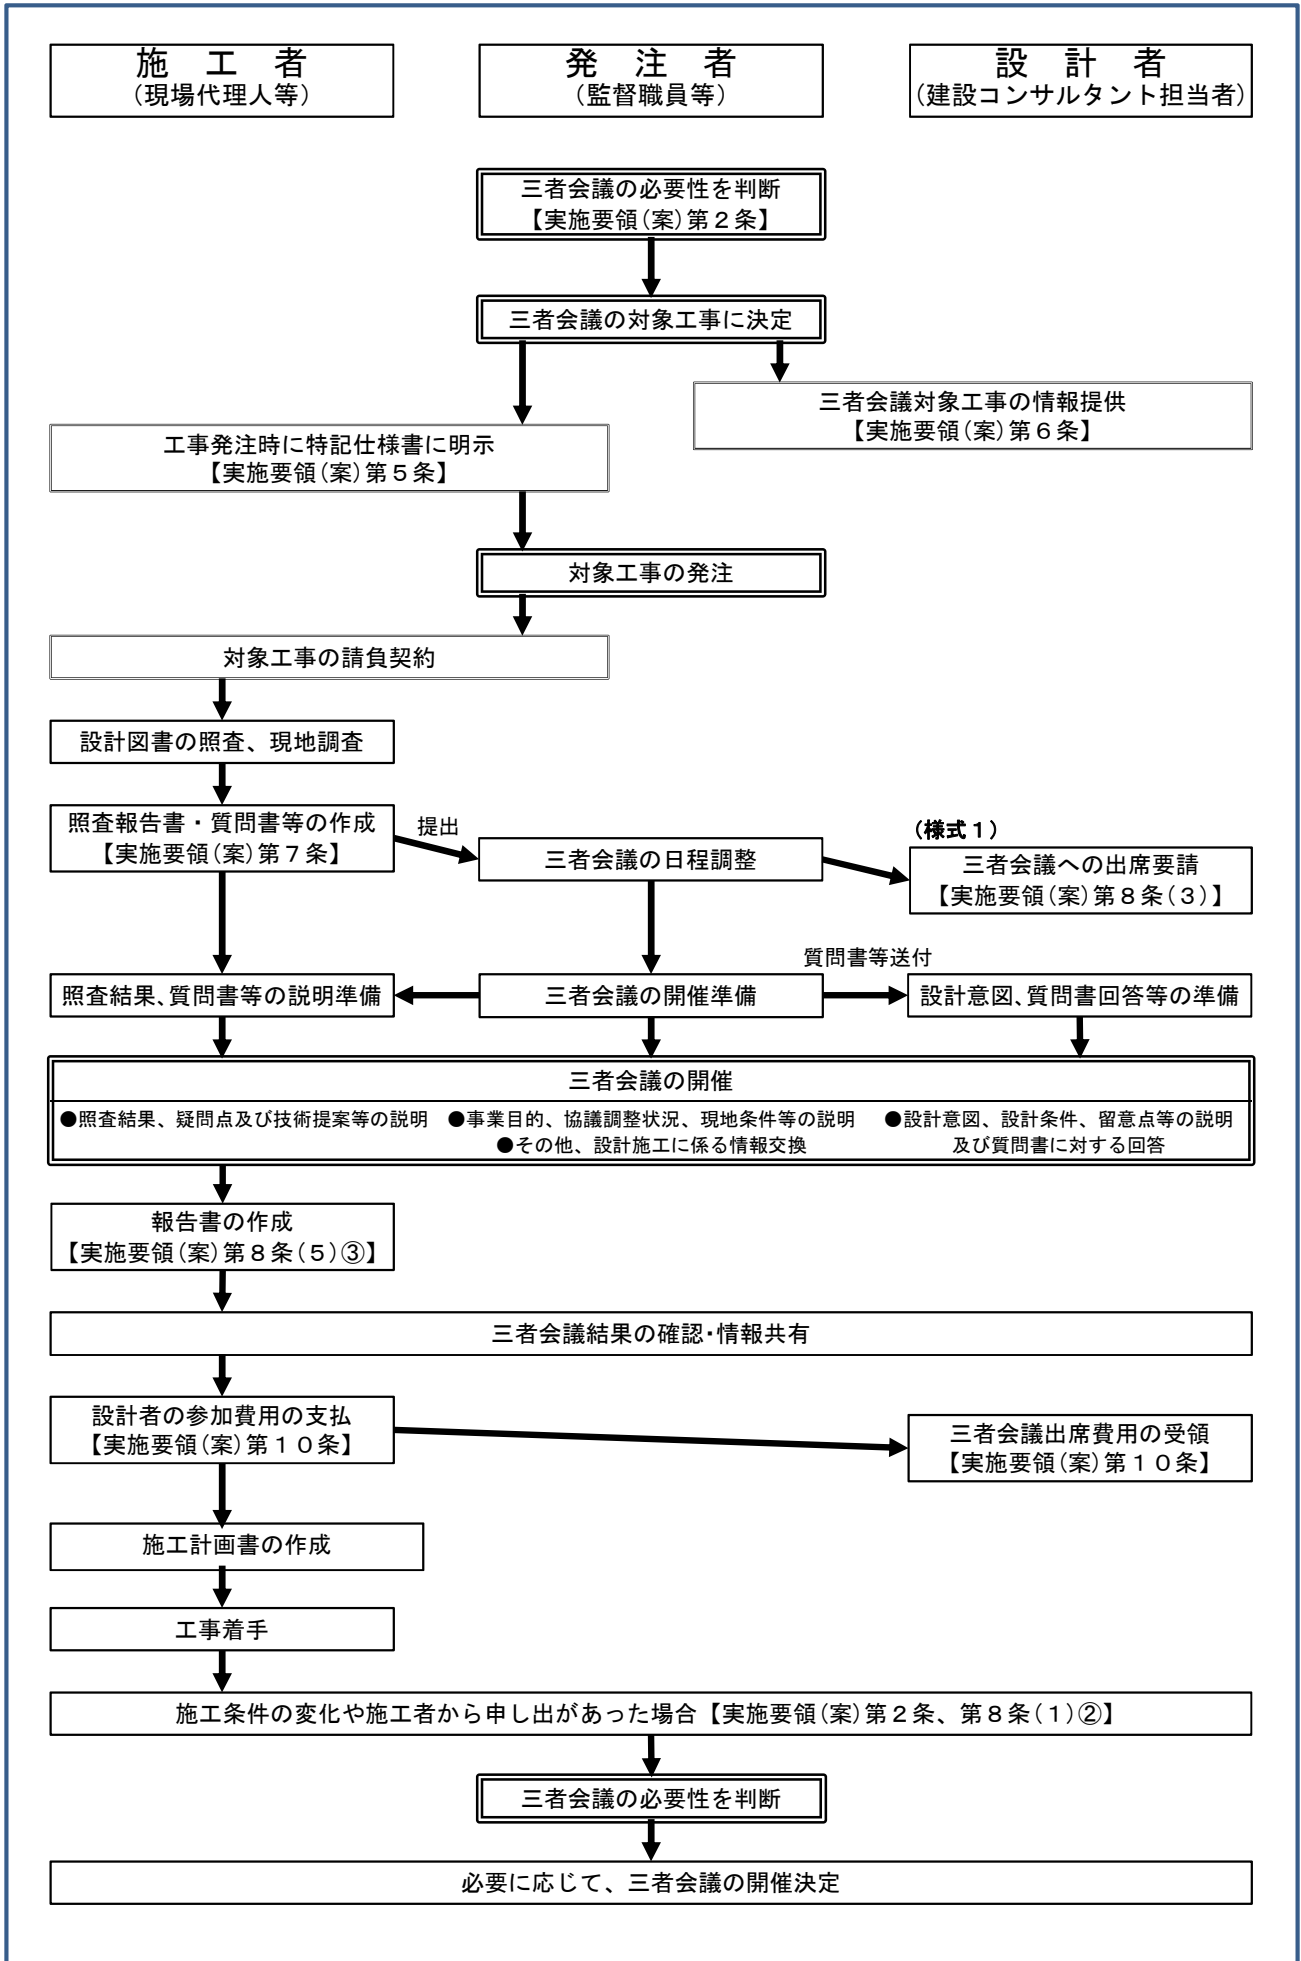 施　工　者
（現場代理人等）
発　注　者
（監督職員等）
設　計　者
（建設コンサルタント担当者）
三者会議の必要性を判断
【実施要領（案）第２条】
三者会議の対象工事に決定
三者会議対象工事の情報提供
【実施要領（案）第６条】
工事発注時に特記仕様書に明示
【実施要領（案）第５条】
対象工事の発注
対象工事の請負契約
設計図書の照査、現地調査
照査報告書・質問書等の作成
【実施要領（案）第７条】
提出
三者会議の日程調整
（様式１）
三者会議への出席要請
【実施要領（案）第８条（３）】
質問書等送付
照査結果、質問書等の説明準備
三者会議の開催準備
設計意図、質問書回答等の準備
三者会議の開催
●照査結果、疑問点及び技術提案等の説明
●事業目的、協議調整状況、現地条件等の説明
●その他、設計施工に係る情報交換
●設計意図、設計条件、留意点等の説明
及び質問書に対する回答
報告書の作成
【実施要領（案）第８条（５）③】
三者会議結果の確認・情報共有
設計者の参加費用の支払
【実施要領（案）第１０条】
三者会議出席費用の受領
【実施要領（案）第１０条】
施工計画書の作成
工事着手
施工条件の変化や施工者から申し出があった場合【実施要領（案）第２条、第８条（１）②】
三者会議の必要性を判断
必要に応じて、三者会議の開催決定